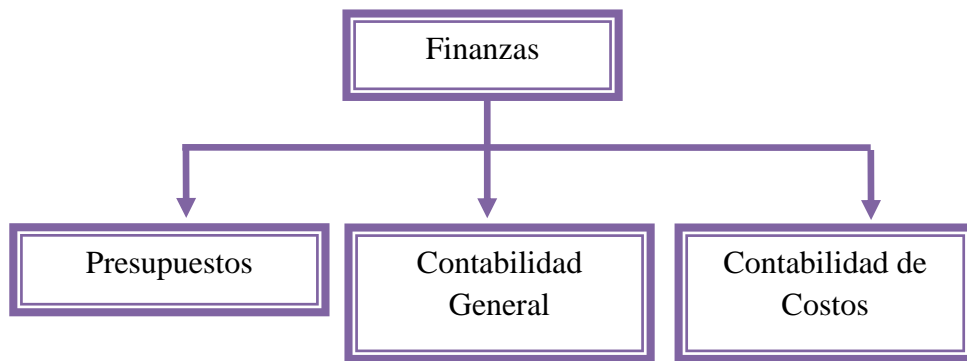 Finanzas
Presupuestos
Contabilidad
General
Contabilidad de
Costos